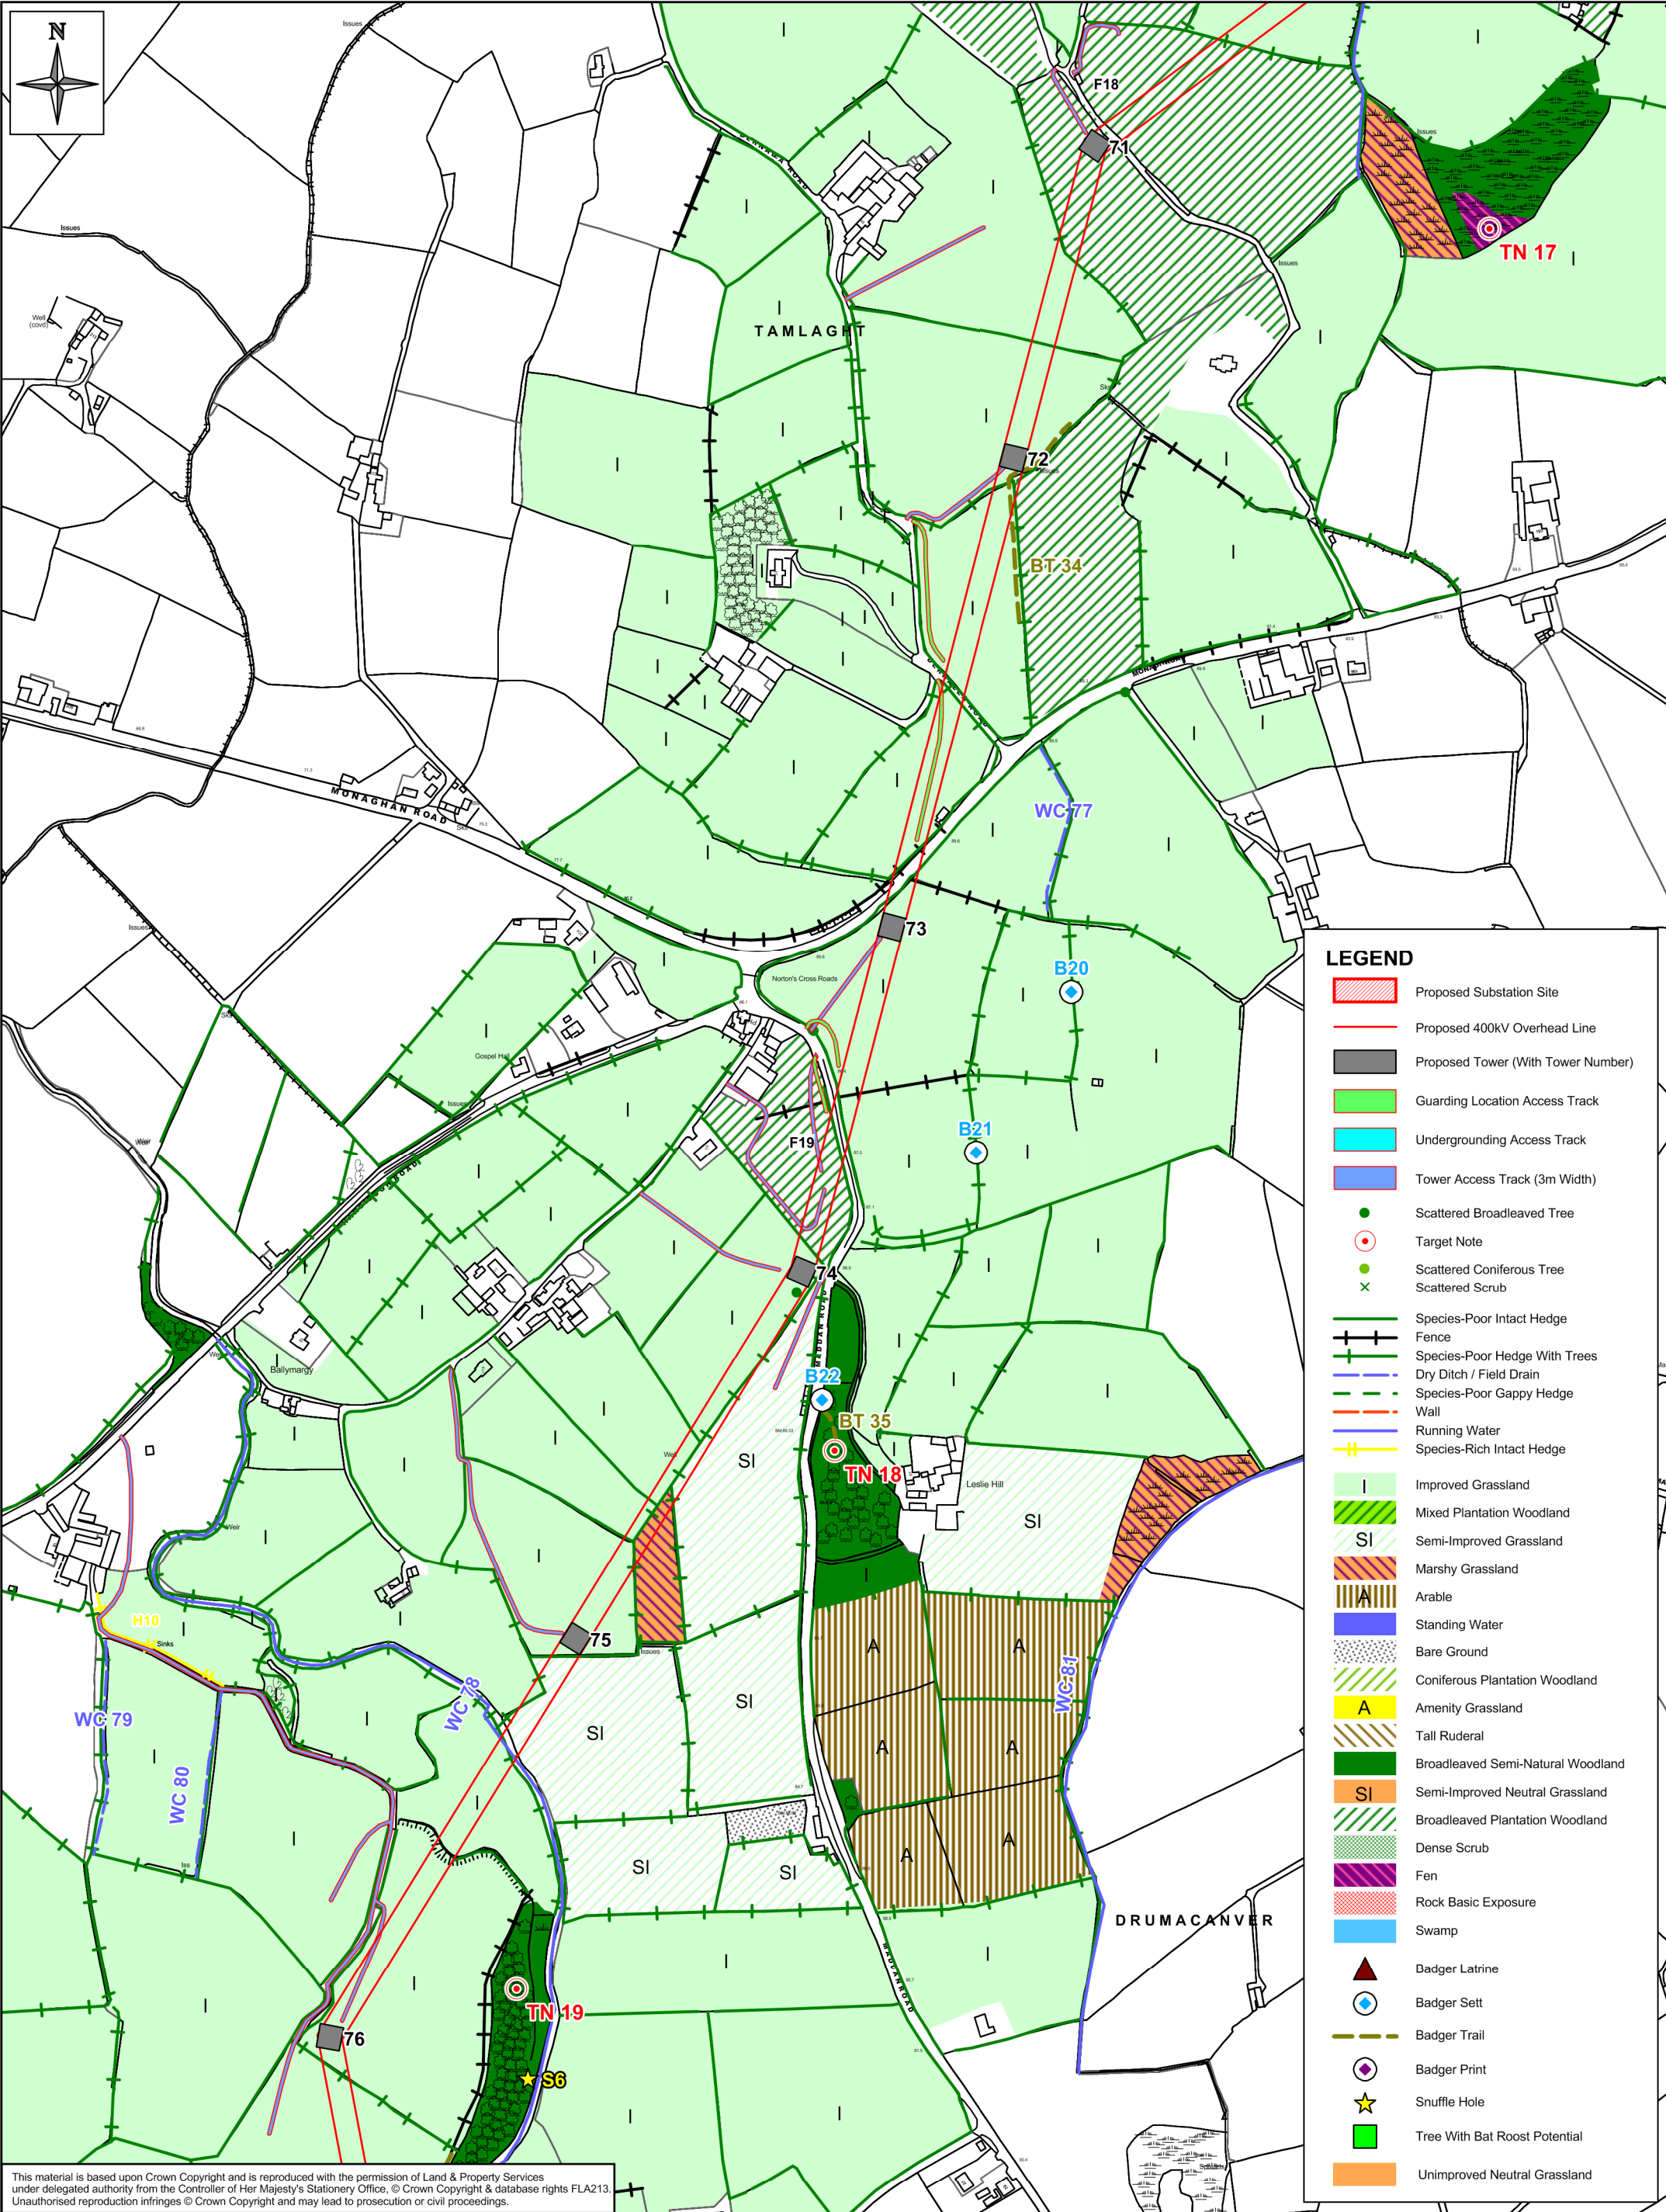 N
Issues
I
I
F18
71
Issues
TN 17
I
I
I
I
Issues
Issues
Well
(covd)
TAMLAGHT
I
I
72
Issues
I
I
I
I
BT 34
I
I
I
I
I
I
I
I
I
MONAGHAN ROAD
Sks
WC 77
I
I
I
I
I
I
Issues
73
Norton's Cross Roads
B20
I
I
I
Gospel Hall
Issues
I
I
F19
B21
I
I
I
I
I
74
I
I
I
Ballymargy
B22
BT 35
TN 18
Leslie Hill
SI
SI
Well
I
I
I
I
Weir
H10
Sinks
75
Issues
WC 78
WC 79
WC 80
WC 81
A
A
A
A
A
A
SI
SI
SI
SI
I
I
DRUMACANVER
TN 19
76
S6
I
I
I
I
LEGEND
Proposed Substation Site
Proposed 400kV Overhead Line
Proposed Tower (With Tower Number)
Guarding Location Access Track
Undergrounding Access Track
Tower Access Track (3m Width)
Scattered Broadleaved Tree
Target Note
Scattered Coniferous Tree
Scattered Scrub
Species-Poor Intact Hedge
Fence
Species-Poor Hedge With Trees
Dry Ditch / Field Drain
Species-Poor Gappy Hedge
Wall
Running Water
Species-Rich Intact Hedge
I Improved Grassland
Mixed Plantation Woodland
SI Semi-Improved Grassland
Marshy Grassland
A Arable
Standing Water
Bare Ground
Coniferous Plantation Woodland
A Amenity Grassland
Tall Ruderal
Broadleaved Semi-Natural Woodland
SI Semi-Improved Neutral Grassland
Broadleaved Plantation Woodland
Dense Scrub
Fen
Rock Basic Exposure
Swamp
Badger Latrine
Badger Sett
Badger Trail
Badger Print
Snuffle Hole
Tree With Bat Roost Potential
Unimproved Neutral Grassland
This material is based upon Crown Copyright and is reproduced with the permission of Land & Property Services
under delegated authority from the Controller of Her Majesty's Stationery Office, © Crown Copyright & database rights FLA213.
Unauthorised reproduction infringes © Crown Copyright and may lead to prosecution or civil proceedings.